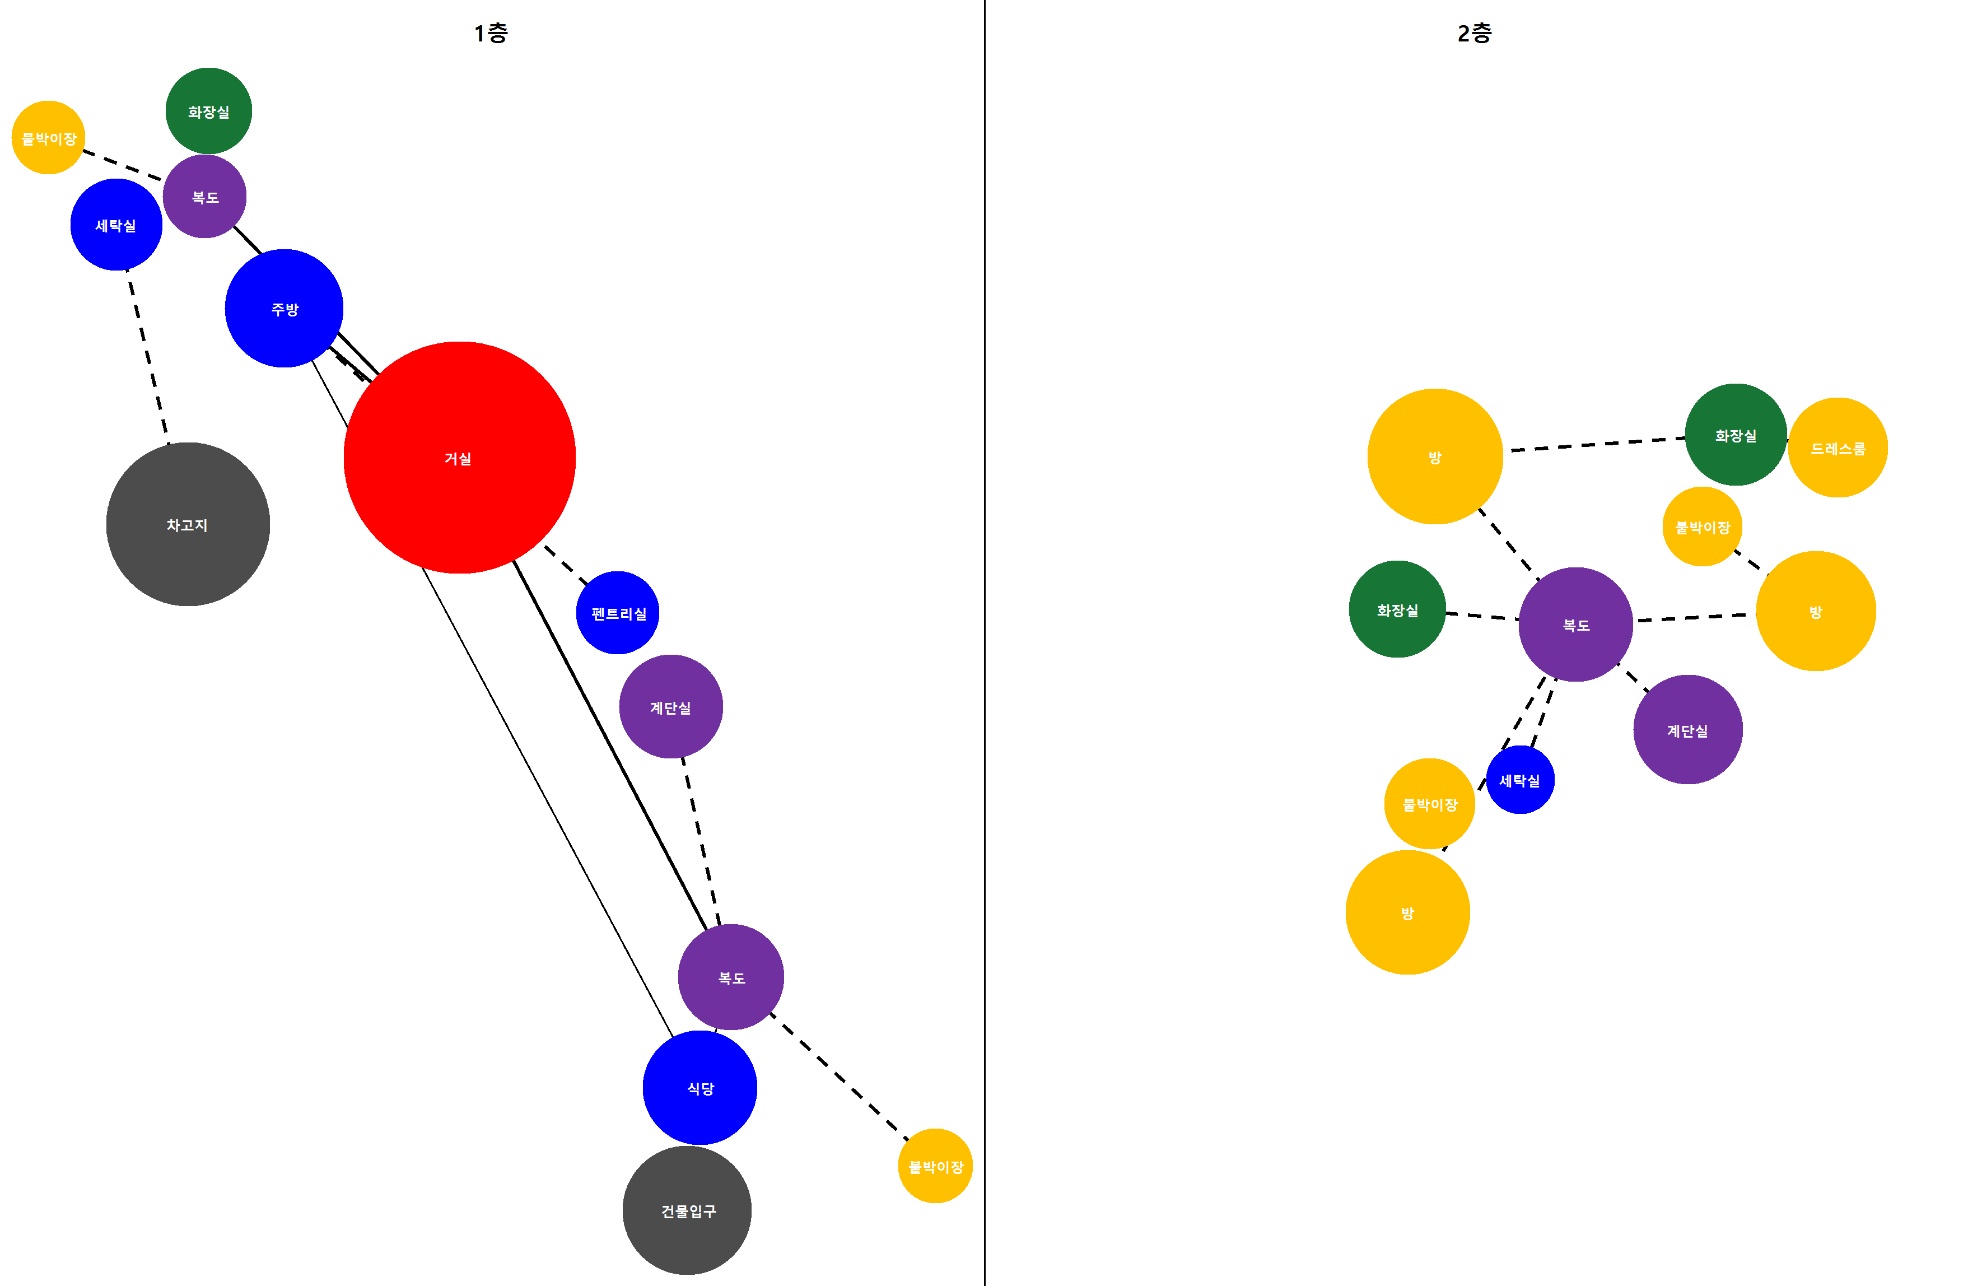 1층
화장실
붙박이장
복도
세탁실
주방
거실
차고지
펜트리실
계단실
복도
식당
붙박이장
건물입구
2층
화장실
드레스룸
방
붙박이장
화장실
방
복도
계단실
세탁실
붙박이장
방